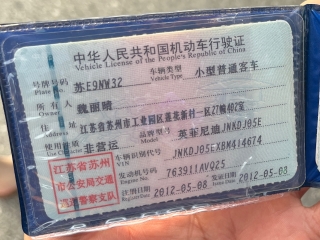 中华人民共和国机动车行驶证
Vehicle License of the People's Republic of China
号牌号码 Plate No. 苏E9NW32 车辆类型 Vehicle Type 小型普通客车
所有人 Owner 魏丽晴
住址 Address 江苏省苏州市工业园区莲花新村一区27幢402室
使用性质 Use Character 非营运 品牌型号 Model 英菲尼迪JNKDJ05E
江苏省苏州市公安局交通巡逻警察支队
车辆识别代号 VIN JNKDJ05EXBM414674
发动机号码 Engine No. 763911AVQ25
注册日期 Register Date 2012-05-08 发证日期 Issue Date 2012-05-08